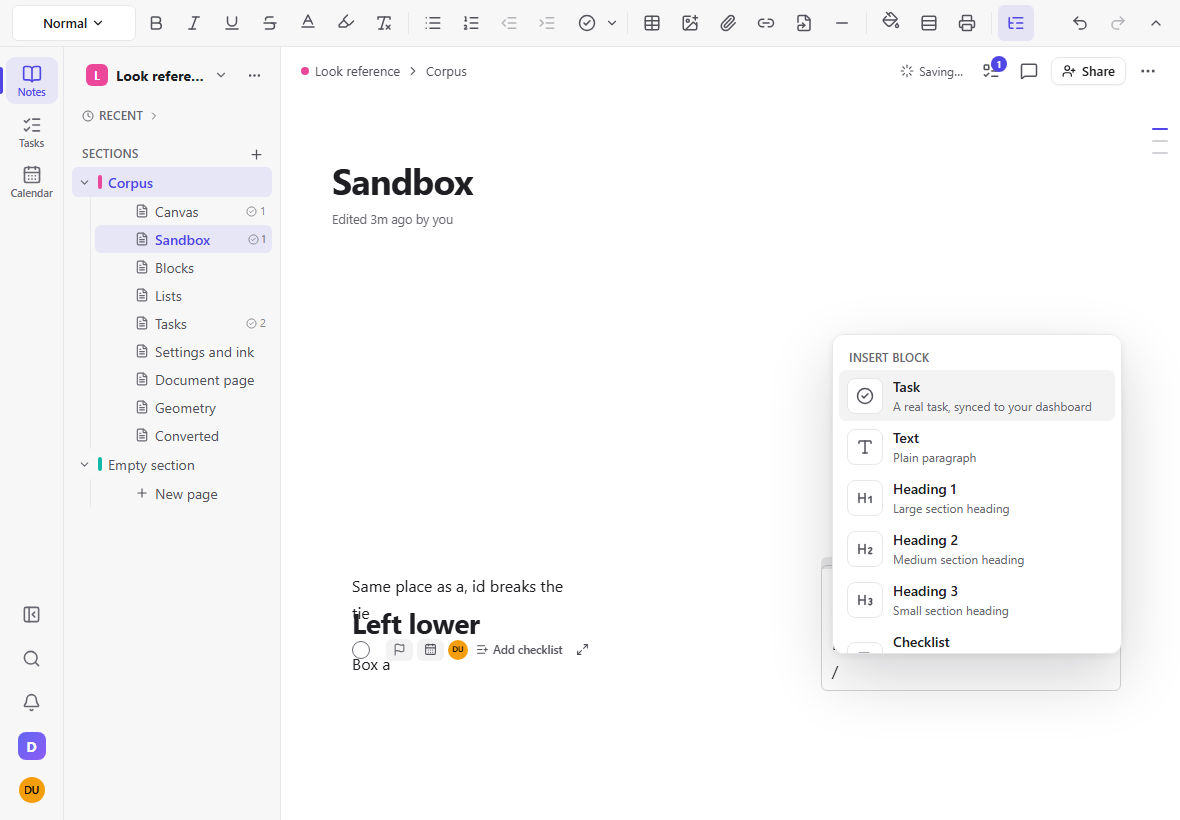 Normal
L Look refere...
Look reference > Corpus
Saving...
1
Share
Notes
Tasks
Calendar
RECENT
SECTIONS
Corpus
Canvas 1
Sandbox 1
Blocks
Lists
Tasks 2
Settings and ink
Document page
Geometry
Converted
Empty section
New page
D
DU
Sandbox
Edited 3m ago by you
Same place as a, id breaks the
tie
Left lower
DU Add checklist
Box a
INSERT BLOCK
Task
A real task, synced to your dashboard
Text
Plain paragraph
H1 Heading 1
Large section heading
H2 Heading 2
Medium section heading
H3 Heading 3
Small section heading
Checklist
/